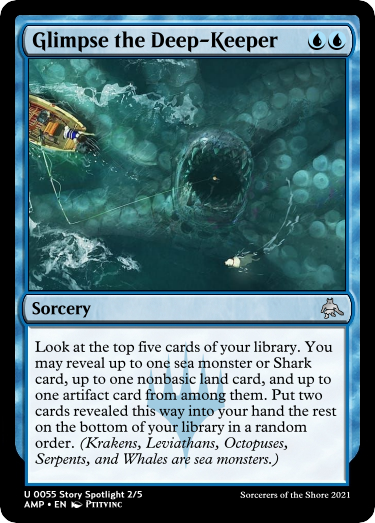 Glimpse the Deep-Keeper
Sorcery
Look at the top five cards of your library. You
may reveal up to one sea monster or Shark
card, up to one nonbasic land card, and up to
one artifact card from among them. Put two
cards revealed this way into your hand the rest
on the bottom of your library in a random
order. (Krakens, Leviathans, Octopuses,
Serpents, and Whales are sea monsters.)
U 0055 Story Spotlight 2/5
AMP • EN Ptitvinc
Sorcerers of the Shore 2021